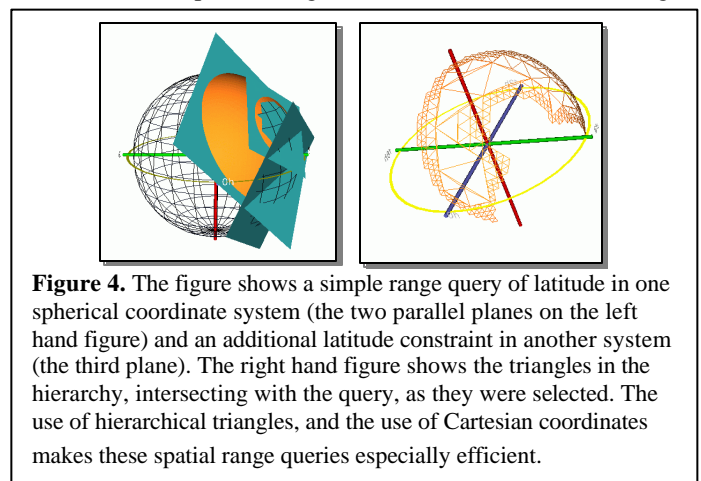 Figure 4. The figure shows a simple range query of latitude in one
spherical coordinate system (the two parallel planes on the left
hand figure) and an additional latitude constraint in another system
(the third plane). The right hand figure shows the triangles in the
hierarchy, intersecting with the query, as they were selected. The
use of hierarchical triangles, and the use of Cartesian coordinates
makes these spatial range queries especially efficient.